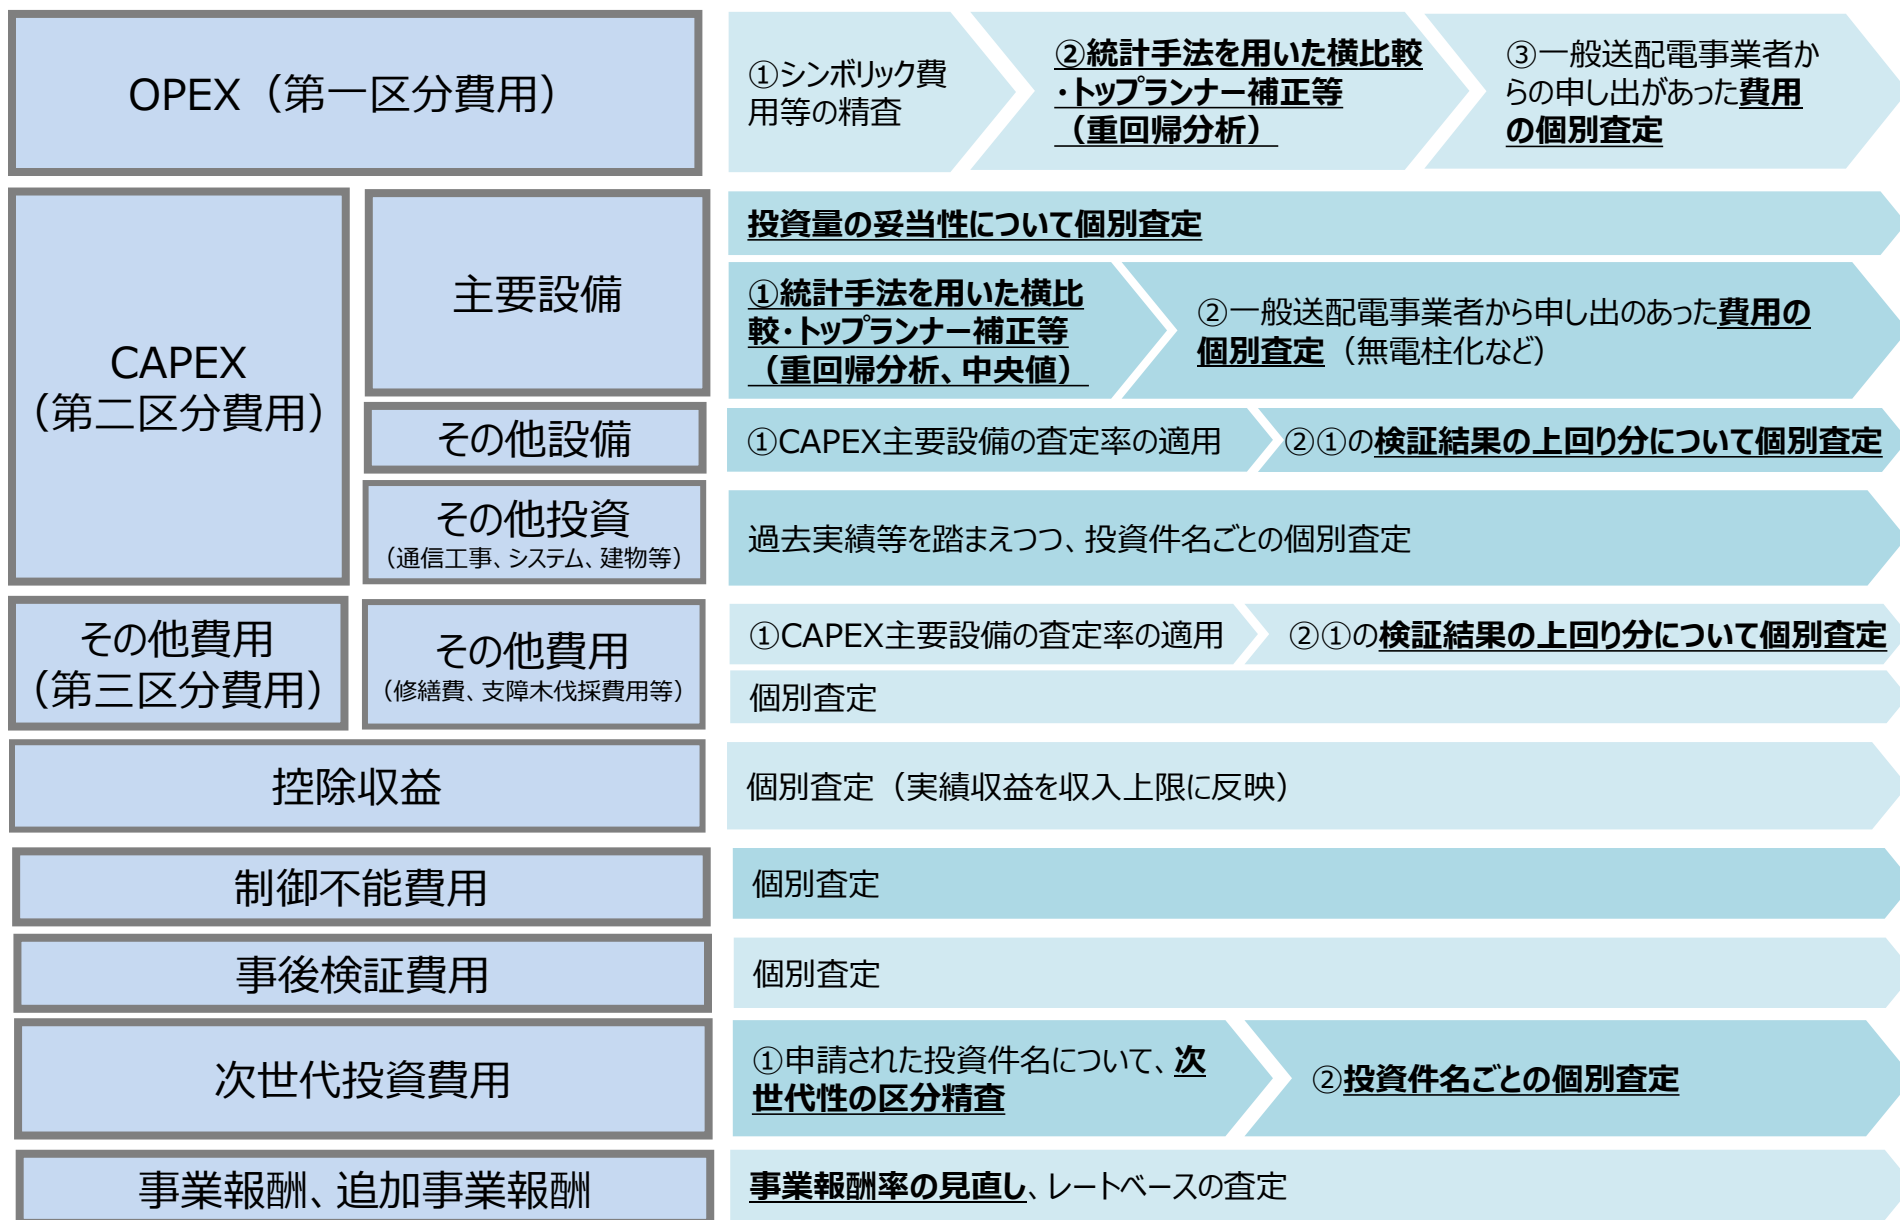 OPEX（第一区分費用）
①シンボリック費
用等の精査
②統計手法を用いた横比較
・トップランナー補正等
（重回帰分析）
③一般送配電事業者か
らの申し出があった費用
の個別査定
CAPEX
（第二区分費用）
主要設備
投資量の妥当性について個別査定
①統計手法を用いた横比
較・トップランナー補正等
（重回帰分析、中央値）
②一般送配電事業者から申し出のあった費用の
個別査定（無電柱化など）
その他設備
①CAPEX主要設備の査定率の適用
②①の検証結果の上回り分について個別査定
その他投資
（通信工事、システム、建物等）
過去実績等を踏まえつつ、投資件名ごとの個別査定
その他費用
（第三区分費用）
その他費用
（修繕費、支障木伐採費用等）
①CAPEX主要設備の査定率の適用
②①の検証結果の上回り分について個別査定
個別査定
控除収益
個別査定（実績収益を収入上限に反映）
制御不能費用
個別査定
事後検証費用
個別査定
次世代投資費用
①申請された投資件名について、次
世代性の区分精査
②投資件名ごとの個別査定
事業報酬、追加事業報酬
事業報酬率の見直し、レートベースの査定